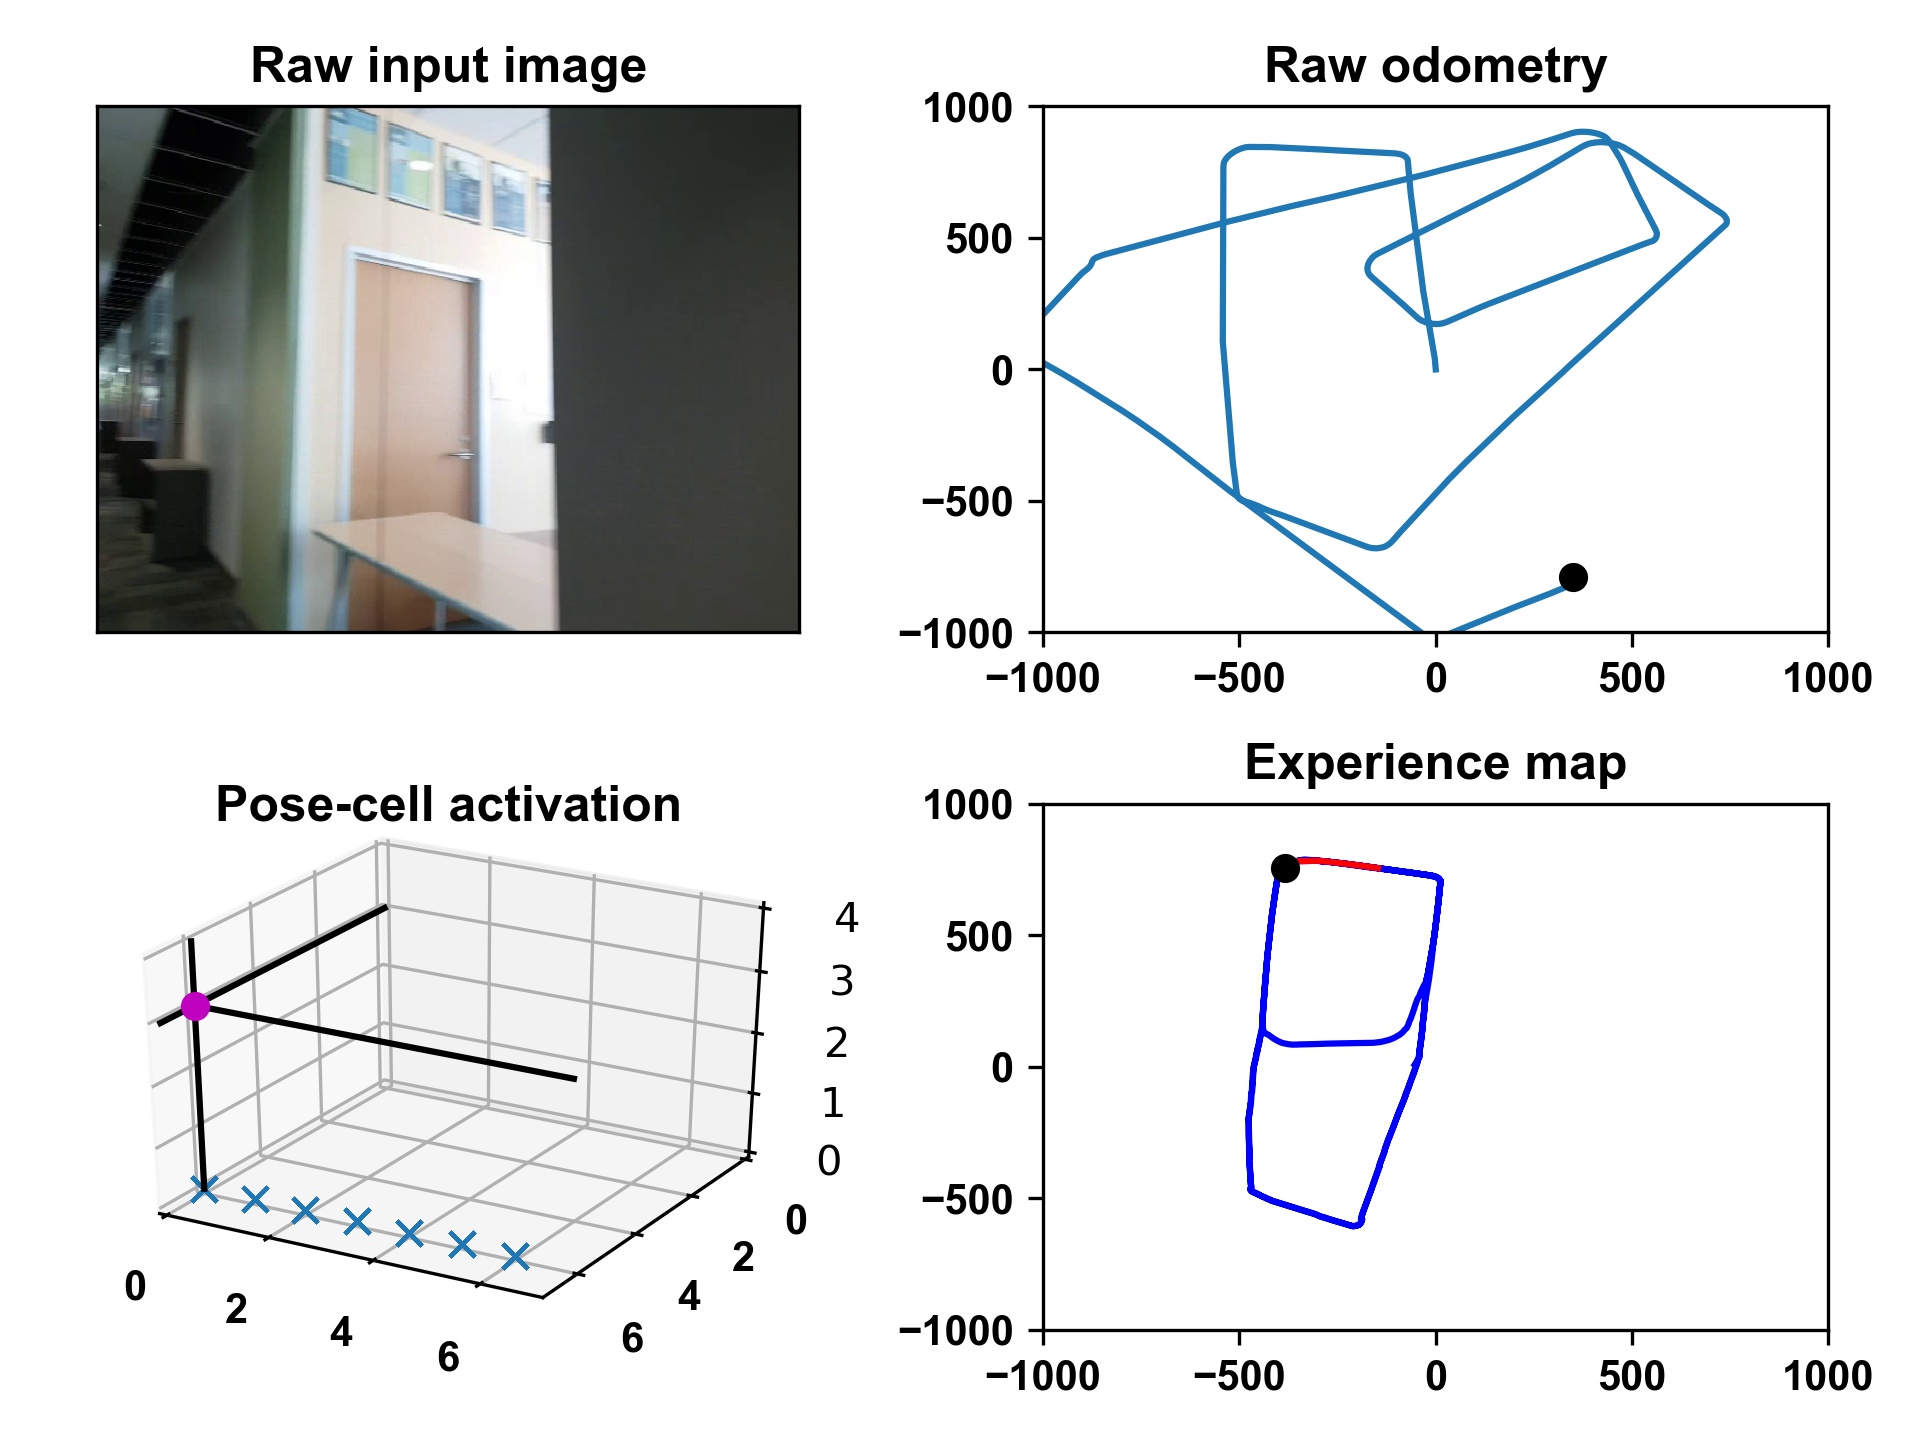 Raw input image
Raw odometry
1000
500
0
−500
−1000
−1000 −500 0 500 1000
Pose-cell activation
4
3
2
1
0
0 2 4 6
0 2 4 6
Experience map
1000
500
0
−500
−1000
−1000 −500 0 500 1000